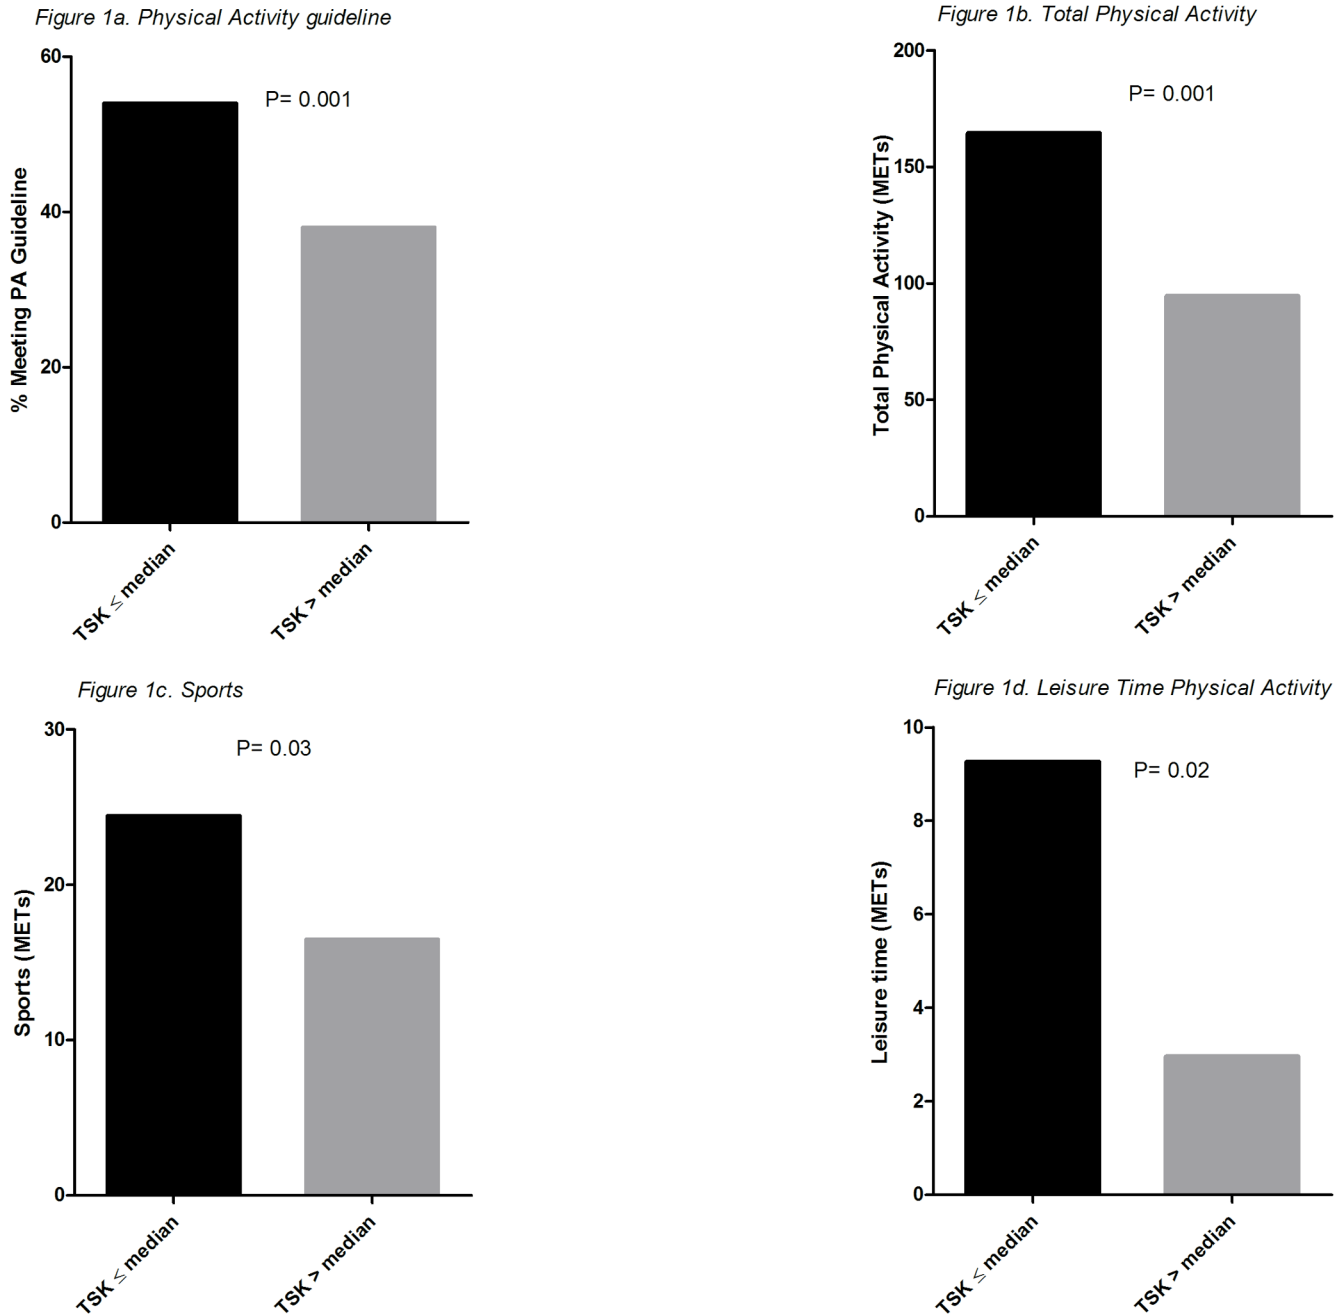 Figure 1a. Physical Activity guideline
60
40
20
0
% Meeting PA Guideline
P= 0.001
TSK ≤ median
TSK > median
Figure 1b. Total Physical Activity
200
150
100
50
0
Total Physical Activity (METs)
P= 0.001
TSK ≤ median
TSK > median
Figure 1c. Sports
30
20
10
0
Sports (METs)
P= 0.03
TSK ≤ median
TSK > median
Figure 1d. Leisure Time Physical Activity
10
8
6
4
2
0
Leisure time (METs)
P= 0.02
TSK ≤ median
TSK > median